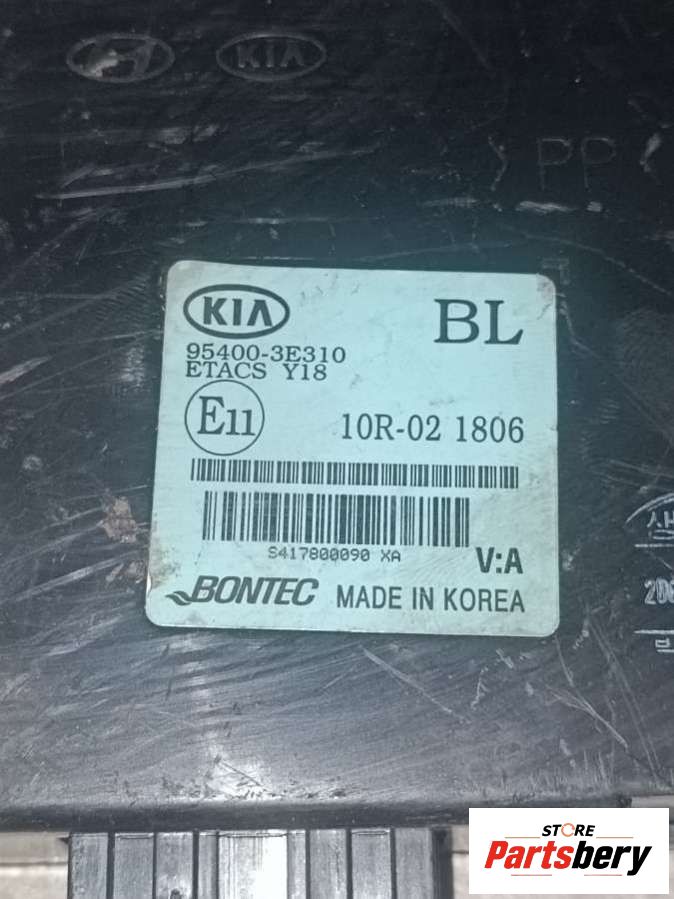 KIA
PP
KIA
BL
95400-3E310
ETACS Y18
E11
10R-02 1806
S417800090 XA
V:A
BONTEC MADE IN KOREA
STORE
Partsbery